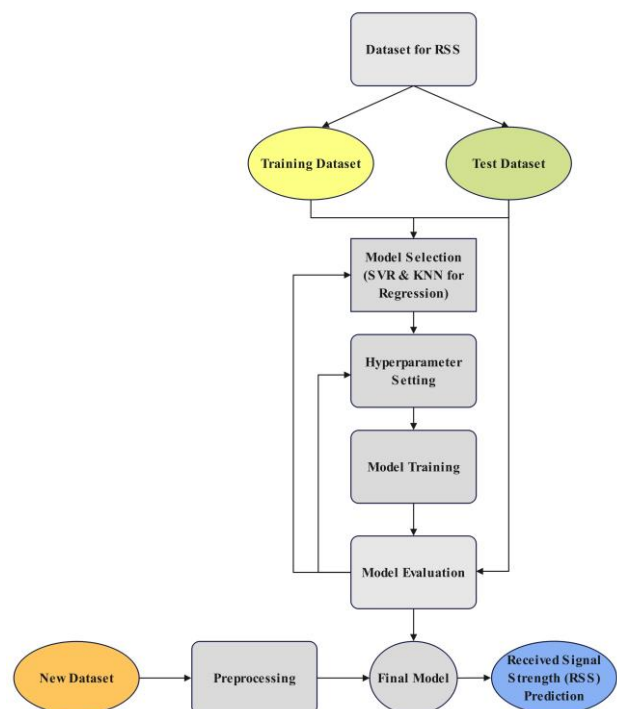 Dataset for RSS
Training Dataset
Test Dataset
Model Selection
(SVR & KNN for
Regression)
Hyperparameter
Setting
Model Training
Model Evaluation
New Dataset
Preprocessing
Final Model
Received Signal
Strength (RSS)
Prediction